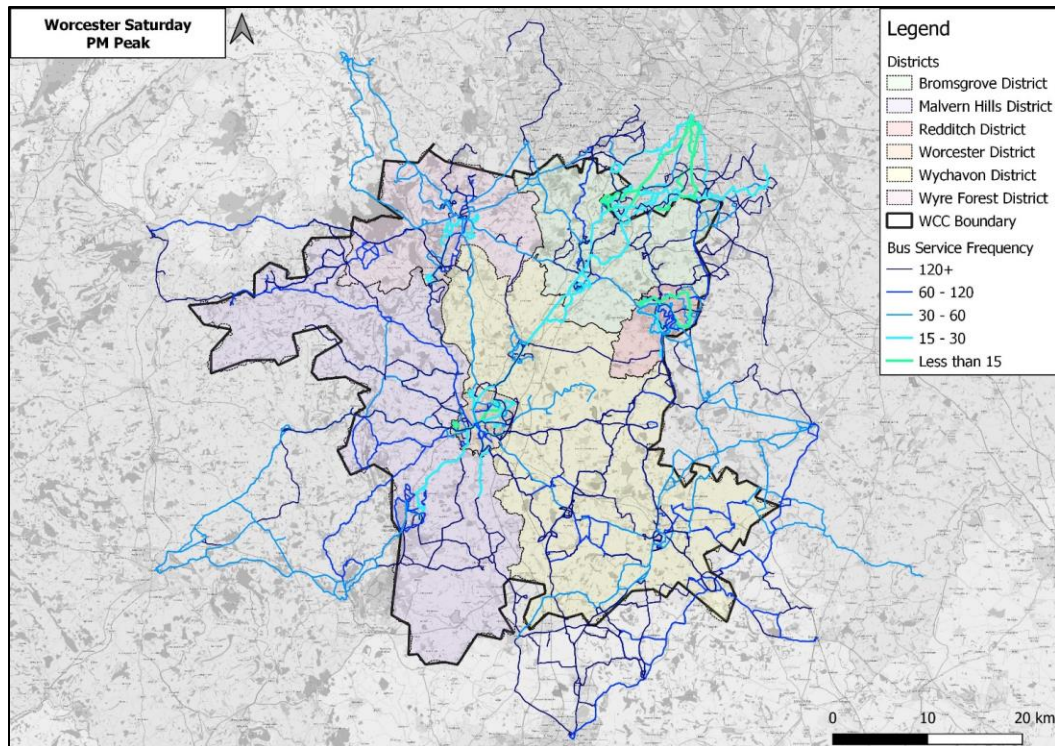 Worcester Saturday
PM Peak
Legend
Districts
Bromsgrove District
Malvern Hills District
Redditch District
Worcester District
Wychavon District
Wyre Forest District
WCC Boundary
Bus Service Frequency
120+
60 - 120
30 - 60
15 - 30
Less than 15
0 10 20 km